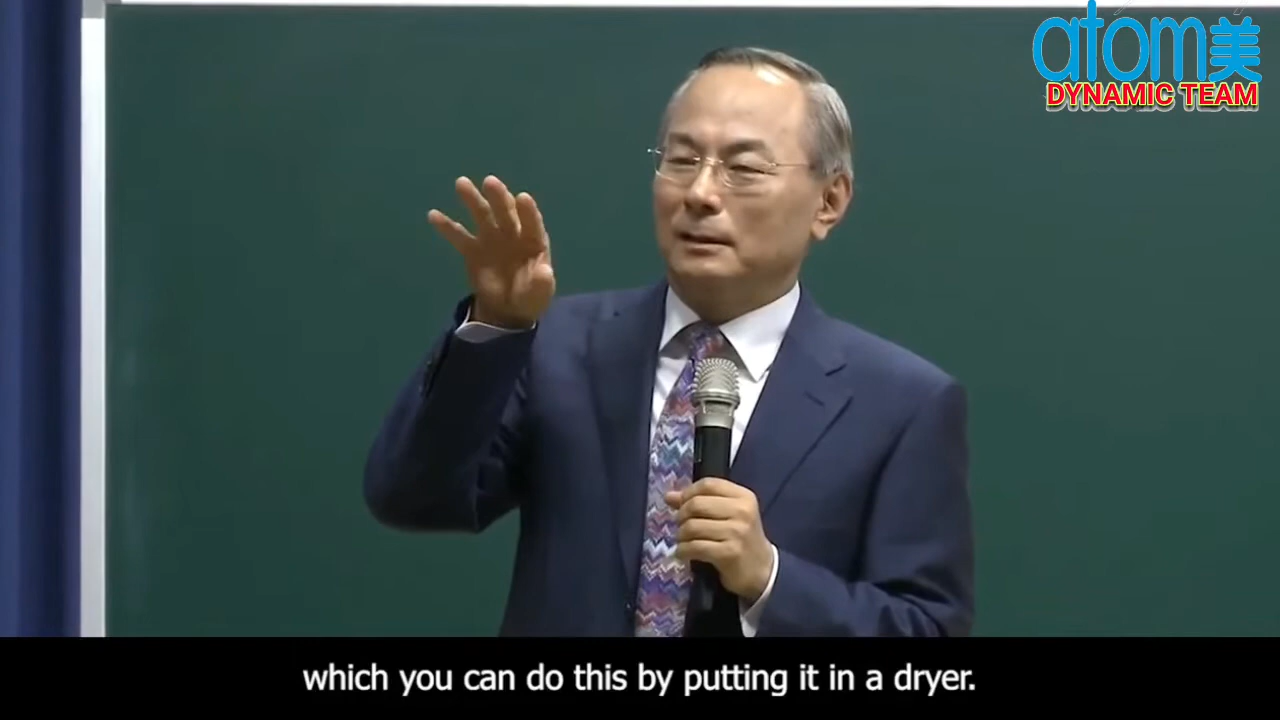 atom美
DYNAMIC TEAM
which you can do this by putting it in a dryer.